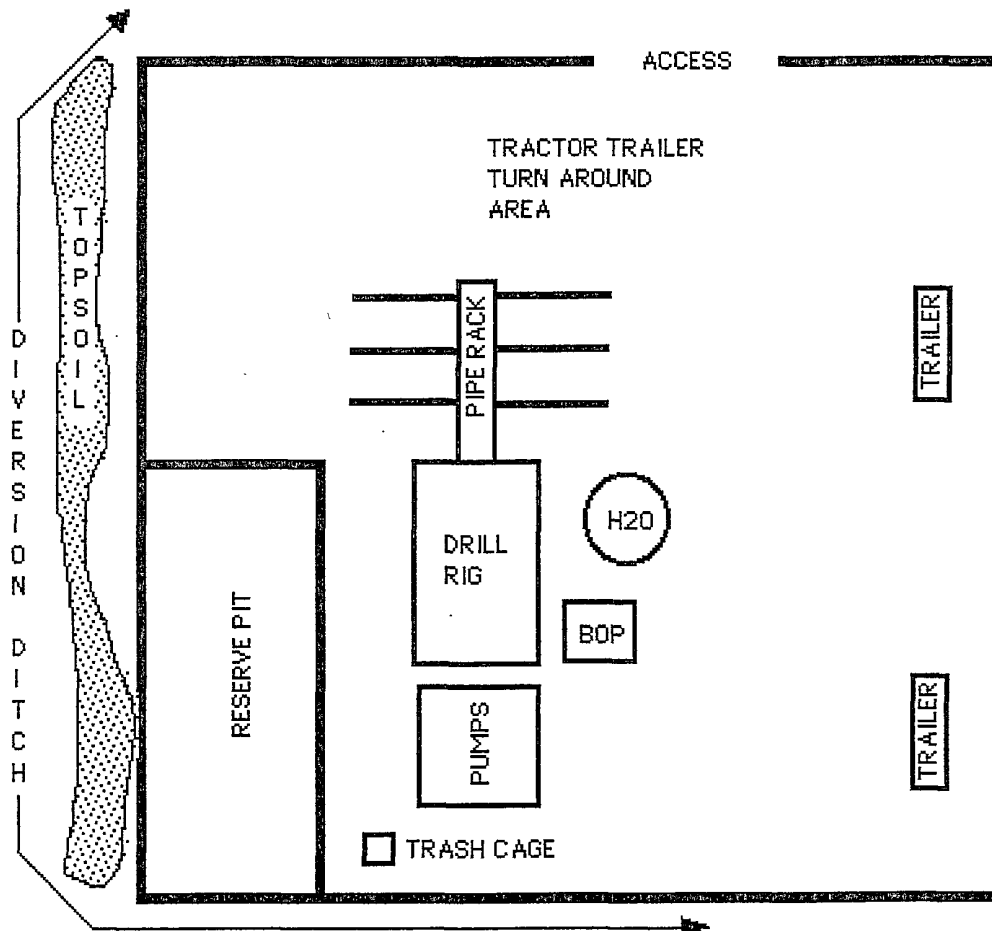 ACCESS
TRACTOR TRAILER
TURN AROUND
AREA
TOPSOIL
DIVERSION DITCH
PIPE RACK
TRAILER
DRILL
RIG
H2O
BOP
RESERVE PIT
PUMPS
TRAILER
TRASH CAGE